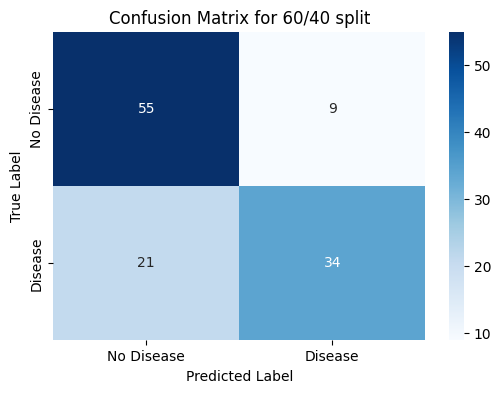 Confusion Matrix for 60/40 split
True Label
No Disease
Disease
55
9
21
34
No Disease
Disease
Predicted Label
50
40
30
20
10